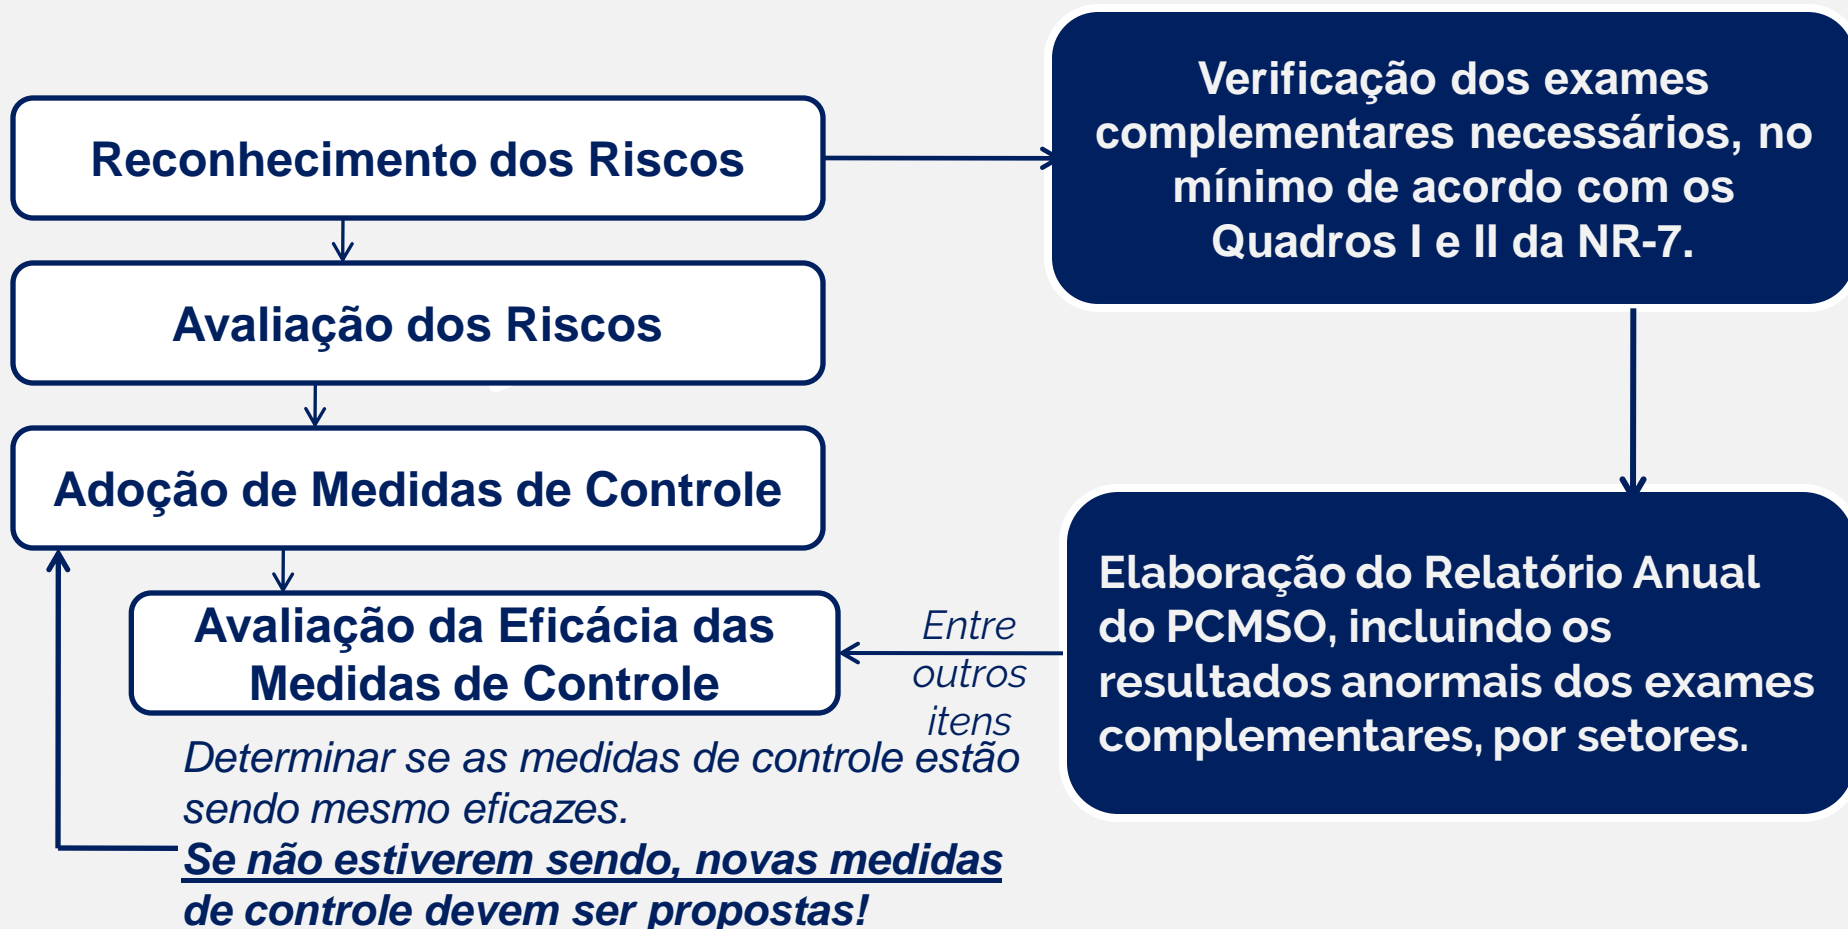 Reconhecimento dos Riscos
Avaliação dos Riscos
Adoção de Medidas de Controle
Avaliação da Eficácia das
Medidas de Controle
Determinar se as medidas de controle estão
sendo mesmo eficazes.
Se não estiverem sendo, novas medidas
de controle devem ser propostas!
Verificação dos exames
complementares necessários, no
mínimo de acordo com os
Quadros I e II da NR-7.
Elaboração do Relatório Anual
do PCMSO, incluindo os
resultados anormais dos exames
complementares, por setores.
Entre
outros
itens